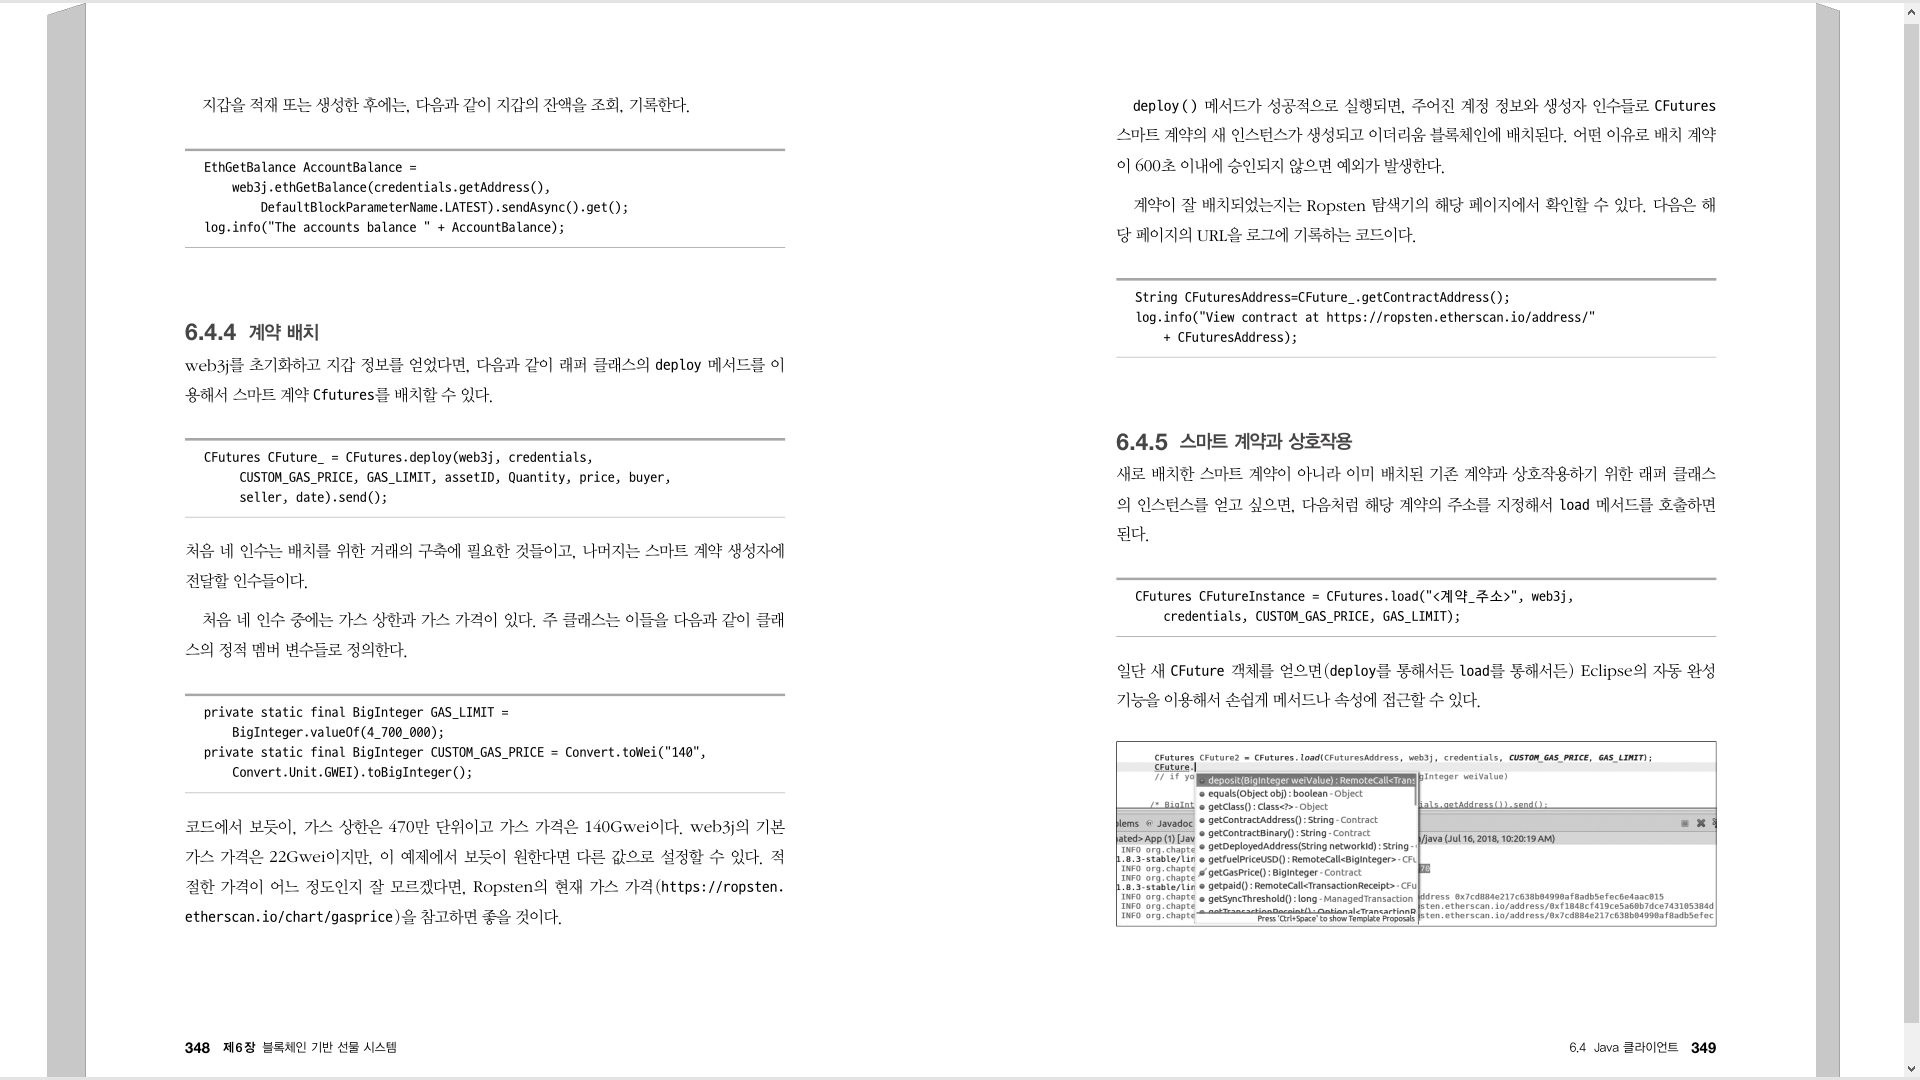 지갑을 적재 또는 생성한 후에는, 다음과 같이 지갑의 잔액을 조회, 기록한다.
EthGetBalance AccountBalance =
web3j.ethGetBalance(credentials.getAddress(),
DefaultBlockParameterName.LATEST).sendAsync().get();
log.info("The accounts balance " + AccountBalance);
6.4.4 계약 배치
web3j를 초기화하고 지갑 정보를 얻었다면, 다음과 같이 래퍼 클래스의 deploy 메서드를 이
용해서 스마트 계약 Cfutures를 배치할 수 있다.
CFutures CFuture_ = CFutures.deploy(web3j, credentials,
CUSTOM_GAS_PRICE, GAS_LIMIT, assetID, Quantity, price, buyer,
seller, date).send();
처음 네 인수는 배치를 위한 거래의 구축에 필요한 것들이고, 나머지는 스마트 계약 생성자에
전달할 인수들이다.
처음 네 인수 중에는 가스 상한과 가스 가격이 있다. 주 클래스는 이들을 다음과 같이 클래
스의 정적 멤버 변수들로 정의한다.
private static final BigInteger GAS_LIMIT =
BigInteger.valueOf(4_700_000);
private static final BigInteger CUSTOM_GAS_PRICE = Convert.toWei("140",
Convert.Unit.GWEI).toBigInteger();
코드에서 보듯이, 가스 상한은 470만 단위이고 가스 가격은 140Gwei이다. web3j의 기본
가스 가격은 22Gwei이지만, 이 예제에서 보듯이 원한다면 다른 값으로 설정할 수 있다. 적
절한 가격이 어느 정도인지 잘 모르겠다면, Ropsten의 현재 가스 가격(https://ropsten.
etherscan.io/chart/gasprice)을 참고하면 좋을 것이다.
348 제6장 블록체인 기반 선물 시스템
deploy() 메서드가 성공적으로 실행되면, 주어진 계정 정보와 생성자 인수들로 CFutures
스마트 계약의 새 인스턴스가 생성되고 이더리움 블록체인에 배치된다. 어떤 이유로 배치 계약
이 600초 이내에 승인되지 않으면 예외가 발생한다.
계약이 잘 배치되었는지는 Ropsten 탐색기의 해당 페이지에서 확인할 수 있다. 다음은 해
당 페이지의 URL을 로그에 기록하는 코드이다.
String CFuturesAddress=CFuture_.getContractAddress();
log.info("View contract at https://ropsten.etherscan.io/address/"
+ CFuturesAddress);
6.4.5 스마트 계약과 상호작용
새로 배치한 스마트 계약이 아니라 이미 배치된 기존 계약과 상호작용하기 위한 래퍼 클래스
의 인스턴스를 얻고 싶으면, 다음처럼 해당 계약의 주소를 지정해서 load 메서드를 호출하면
된다.
CFutures CFutureInstance = CFutures.load("<계약_주소>", web3j,
credentials, CUSTOM_GAS_PRICE, GAS_LIMIT);
일단 새 CFuture 객체를 얻으면(deploy를 통해서든 load를 통해서든) Eclipse의 자동 완성
기능을 이용해서 손쉽게 메서드나 속성에 접근할 수 있다.
CFutures CFuture2 = CFutures.load(CFuturesAddress, web3j, credentials, CUSTOM_GAS_PRICE, GAS_LIMIT);
CFuture.
// if yo gInteger weiValue)
deposit(BigInteger weiValue) : RemoteCall<Trans
equals(Object obj) : boolean - Object
getClass() : Class<?> - Object
/* BigInt ials.getAddress()).send();
getContractAddress() : String - Contract
lems @ Javadoc
getContractBinary() : String - Contract
ated> App (1) [Jav /java (Jul 16, 2018, 10:20:19 AM)
getDeployedAddress(String networkId) : String -
INFO org.chapte
getfuelPriceUSD() : RemoteCall<BigInteger> - CFu
1.8.3-stable/lin
getGasPrice() : BigInteger - Contract
INFO org.chapte
getpaid() : RemoteCall<TransactionReceipt> - CFu
INFO org.chapte
1.8.3-stable/lin
getSyncThreshold() : long - ManagedTransaction
INFO org.chapte ddress 0x7cd884e217c638b04990af8adb5efec6e4aac015
getTransactionReceipt() : Optional<TransactionR
INFO org.chapte sten.etherscan.io/address/0xf1848cf419ce5a60b7dce743105384d
INFO org.chapte sten.etherscan.io/address/0x7cd884e217c638b04990af8adb5efec
Press 'Ctrl+Space' to show Template Proposals
6.4 Java 클라이언트 349